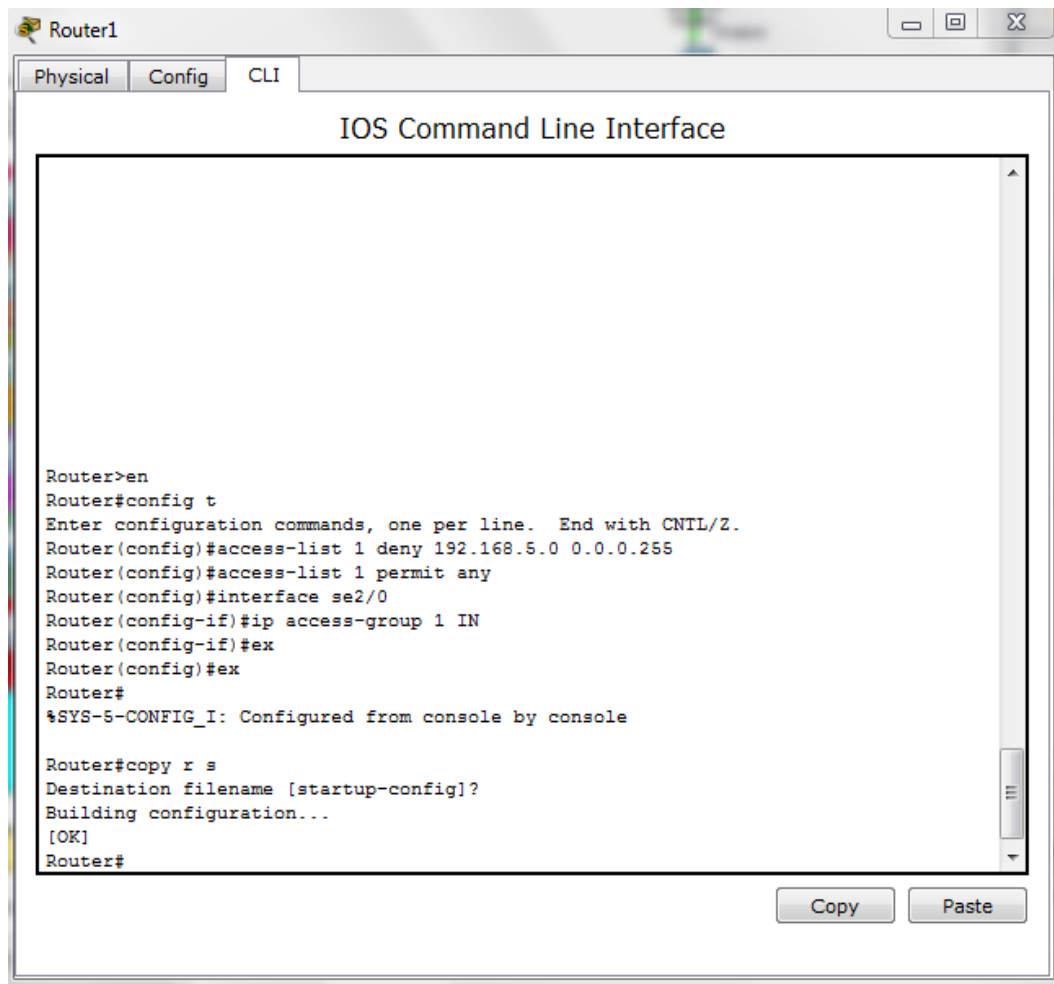 Router1
Physical Config CLI
IOS Command Line Interface
Router>en
Router#config t
Enter configuration commands, one per line.  End with CNTL/Z.
Router(config)#access-list 1 deny 192.168.5.0 0.0.0.255
Router(config)#access-list 1 permit any
Router(config)#interface se2/0
Router(config-if)#ip access-group 1 IN
Router(config-if)#ex
Router(config)#ex
Router#
%SYS-5-CONFIG_I: Configured from console by console
Router#copy r s
Destination filename [startup-config]?
Building configuration...
[OK]
Router#
Copy Paste